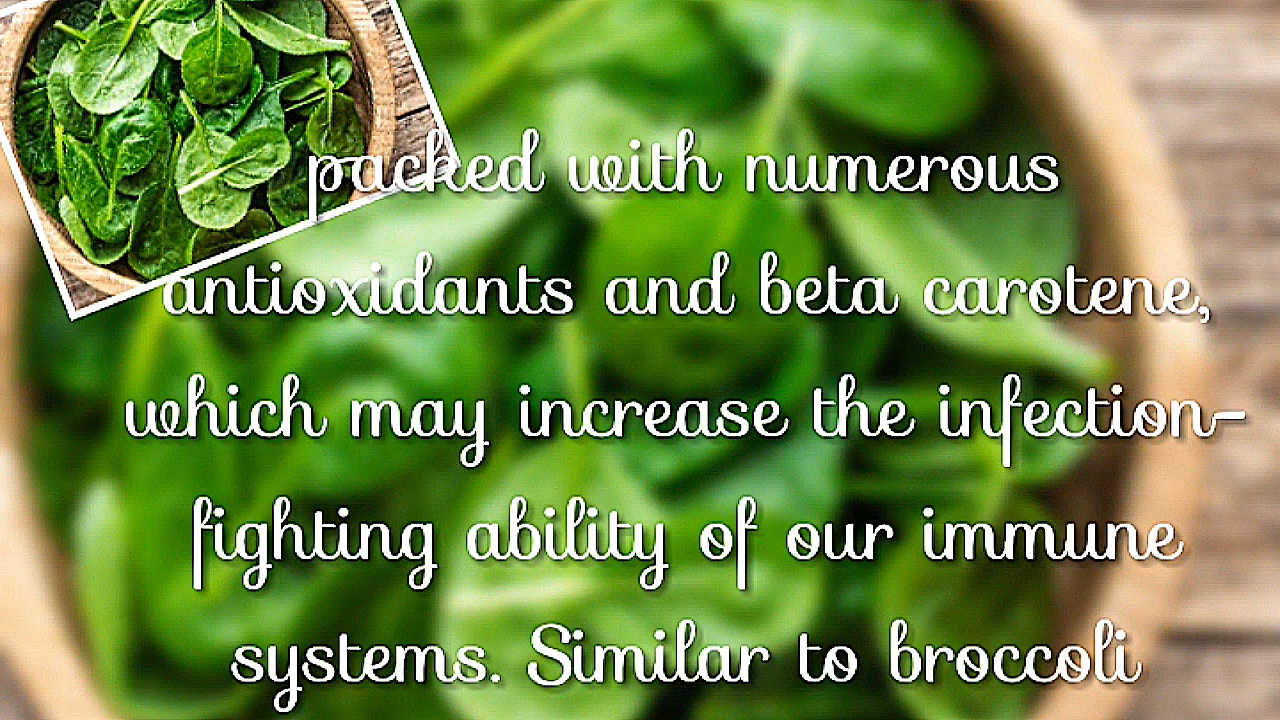 packed with numerous
antioxidants and beta carotene,
which may increase the infection-
fighting ability of our immune
systems. Similar to broccoli